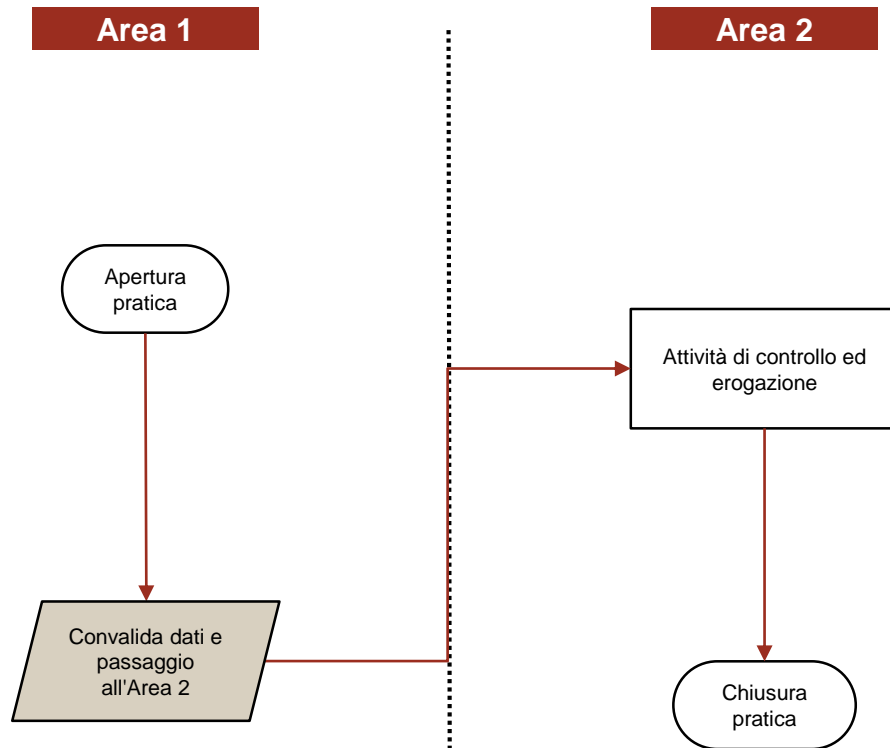 Area 1
Area 2
Apertura
pratica
Attività di controllo ed
erogazione
Convalida dati e
passaggio
all'Area 2
Chiusura
pratica